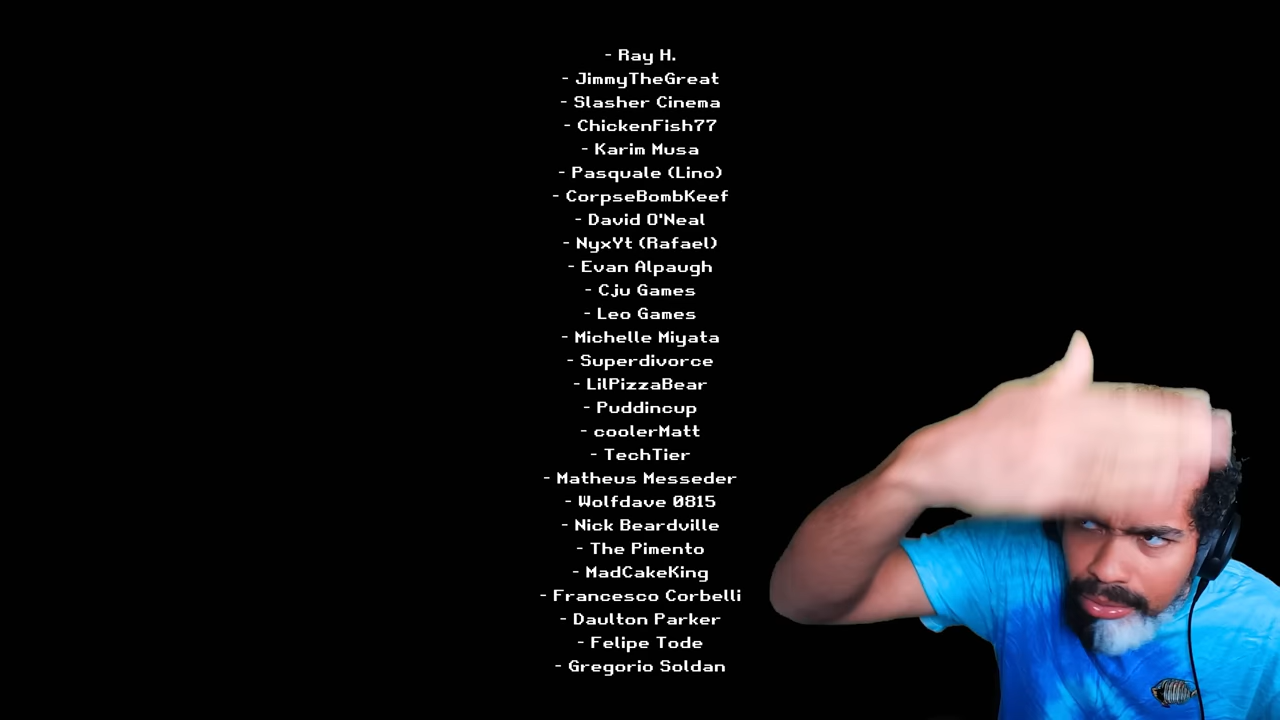 - Ray H.
- JimmyTheGreat
- Slasher Cinema
- ChickenFish77
- Karim Musa
- Pasquale (Lino)
- CorpseBombKeef
- David O'Neal
- NyxYt (Rafael)
- Evan Alpaugh
- Cju Games
- Leo Games
- Michelle Miyata
- Superdivorce
- LilPizzaBear
- Puddincup
- coolerMatt
- TechTier
- Matheus Messeder
- Wolfdave 0815
- Nick Beardville
- The Pimento
- MadCakeKing
- Francesco Corbelli
- Daulton Parker
- Felipe Tode
- Gregorio Soldan